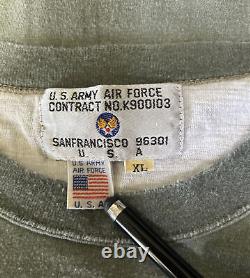 U.S. ARMY AIR FORCE
CONTRACT NO.K900103
SANFRANCISCO 96301
U. S. A
XL
U.S ARMY
AIR FORCE
U. S. A